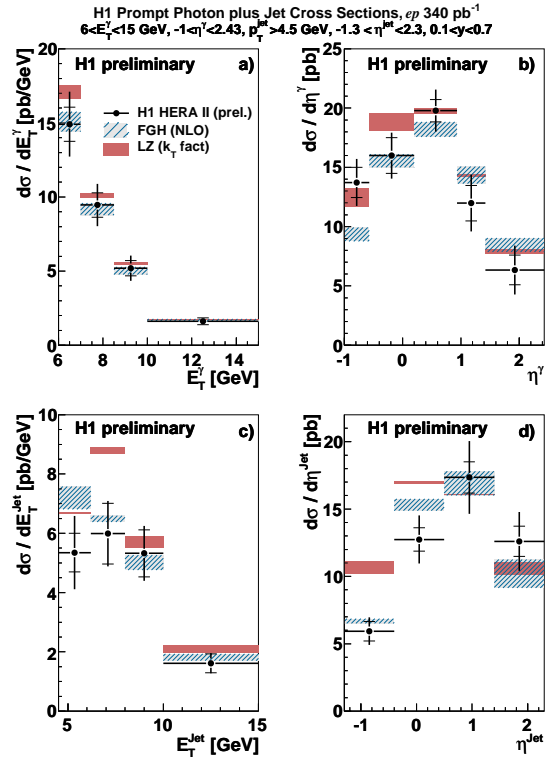 H1 Prompt Photon plus Jet Cross Sections, ep 340 pb⁻¹
6<E_T^γ<15 GeV, -1<η^γ<2.43, p_T^jet>4.5 GeV, -1.3 < η^jet<2.3, 0.1<y<0.7
H1 preliminary
a)
H1 HERA II (prel.)
FGH (NLO)
LZ (k_T fact)
dσ / dE_T^γ [pb/GeV]
20
15
10
5
0
6 8 10 12 14
E_T^γ [GeV]
H1 preliminary
b)
dσ / dη^γ [pb]
25
20
15
10
5
0
-1 0 1 2
η^γ
H1 preliminary
c)
dσ / dE_T^Jet [pb/GeV]
10
8
6
4
2
0
5 10 15
E_T^Jet [GeV]
H1 preliminary
d)
dσ / dη^Jet [pb]
20
15
10
5
0
-1 0 1 2
η^Jet